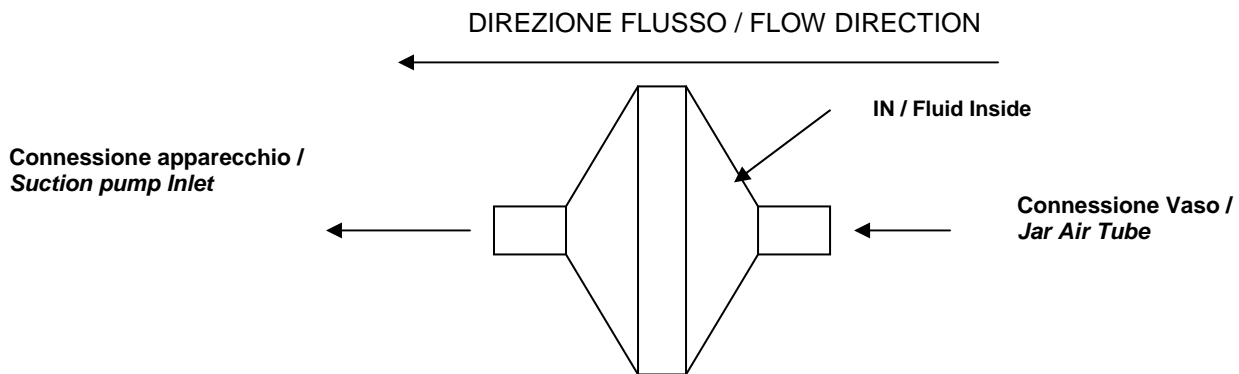 DIREZIONE FLUSSO / FLOW DIRECTION
IN / Fluid Inside
Connessione apparecchio /
Suction pump Inlet
Connessione Vaso /
Jar Air Tube